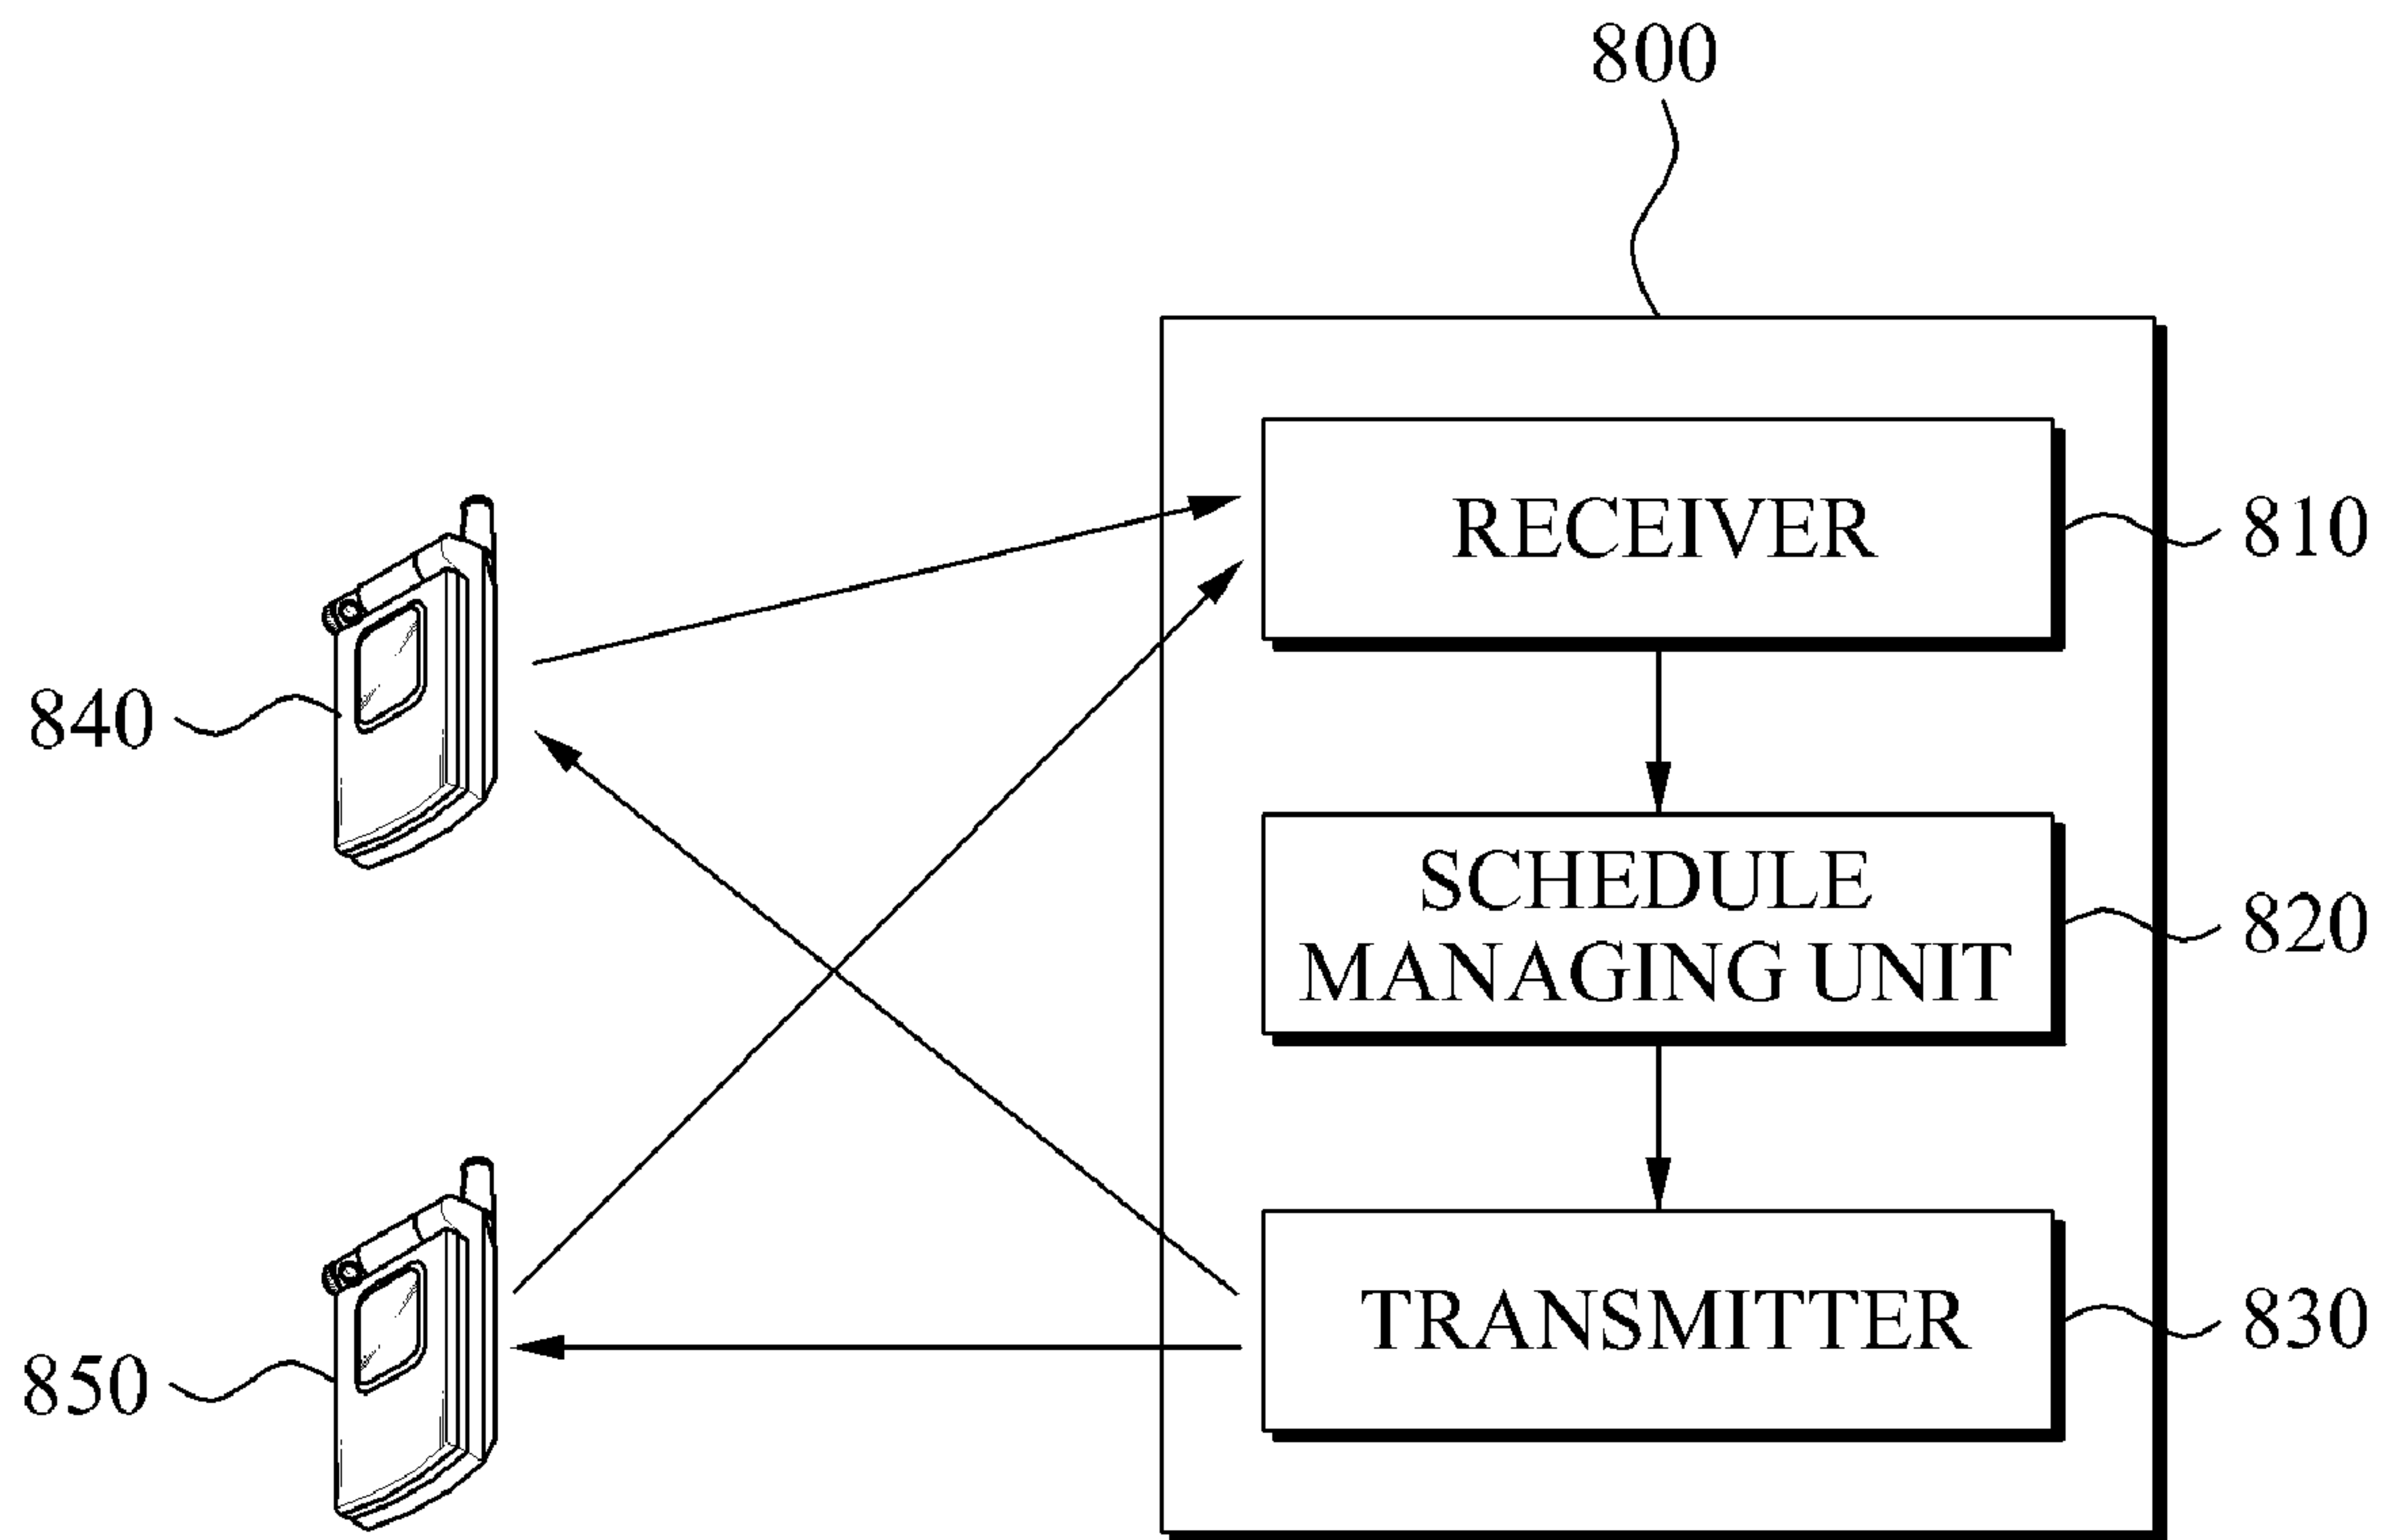 800
RECEIVER
810
840
SCHEDULE
MANAGING UNIT
820
TRANSMITTER
830
850